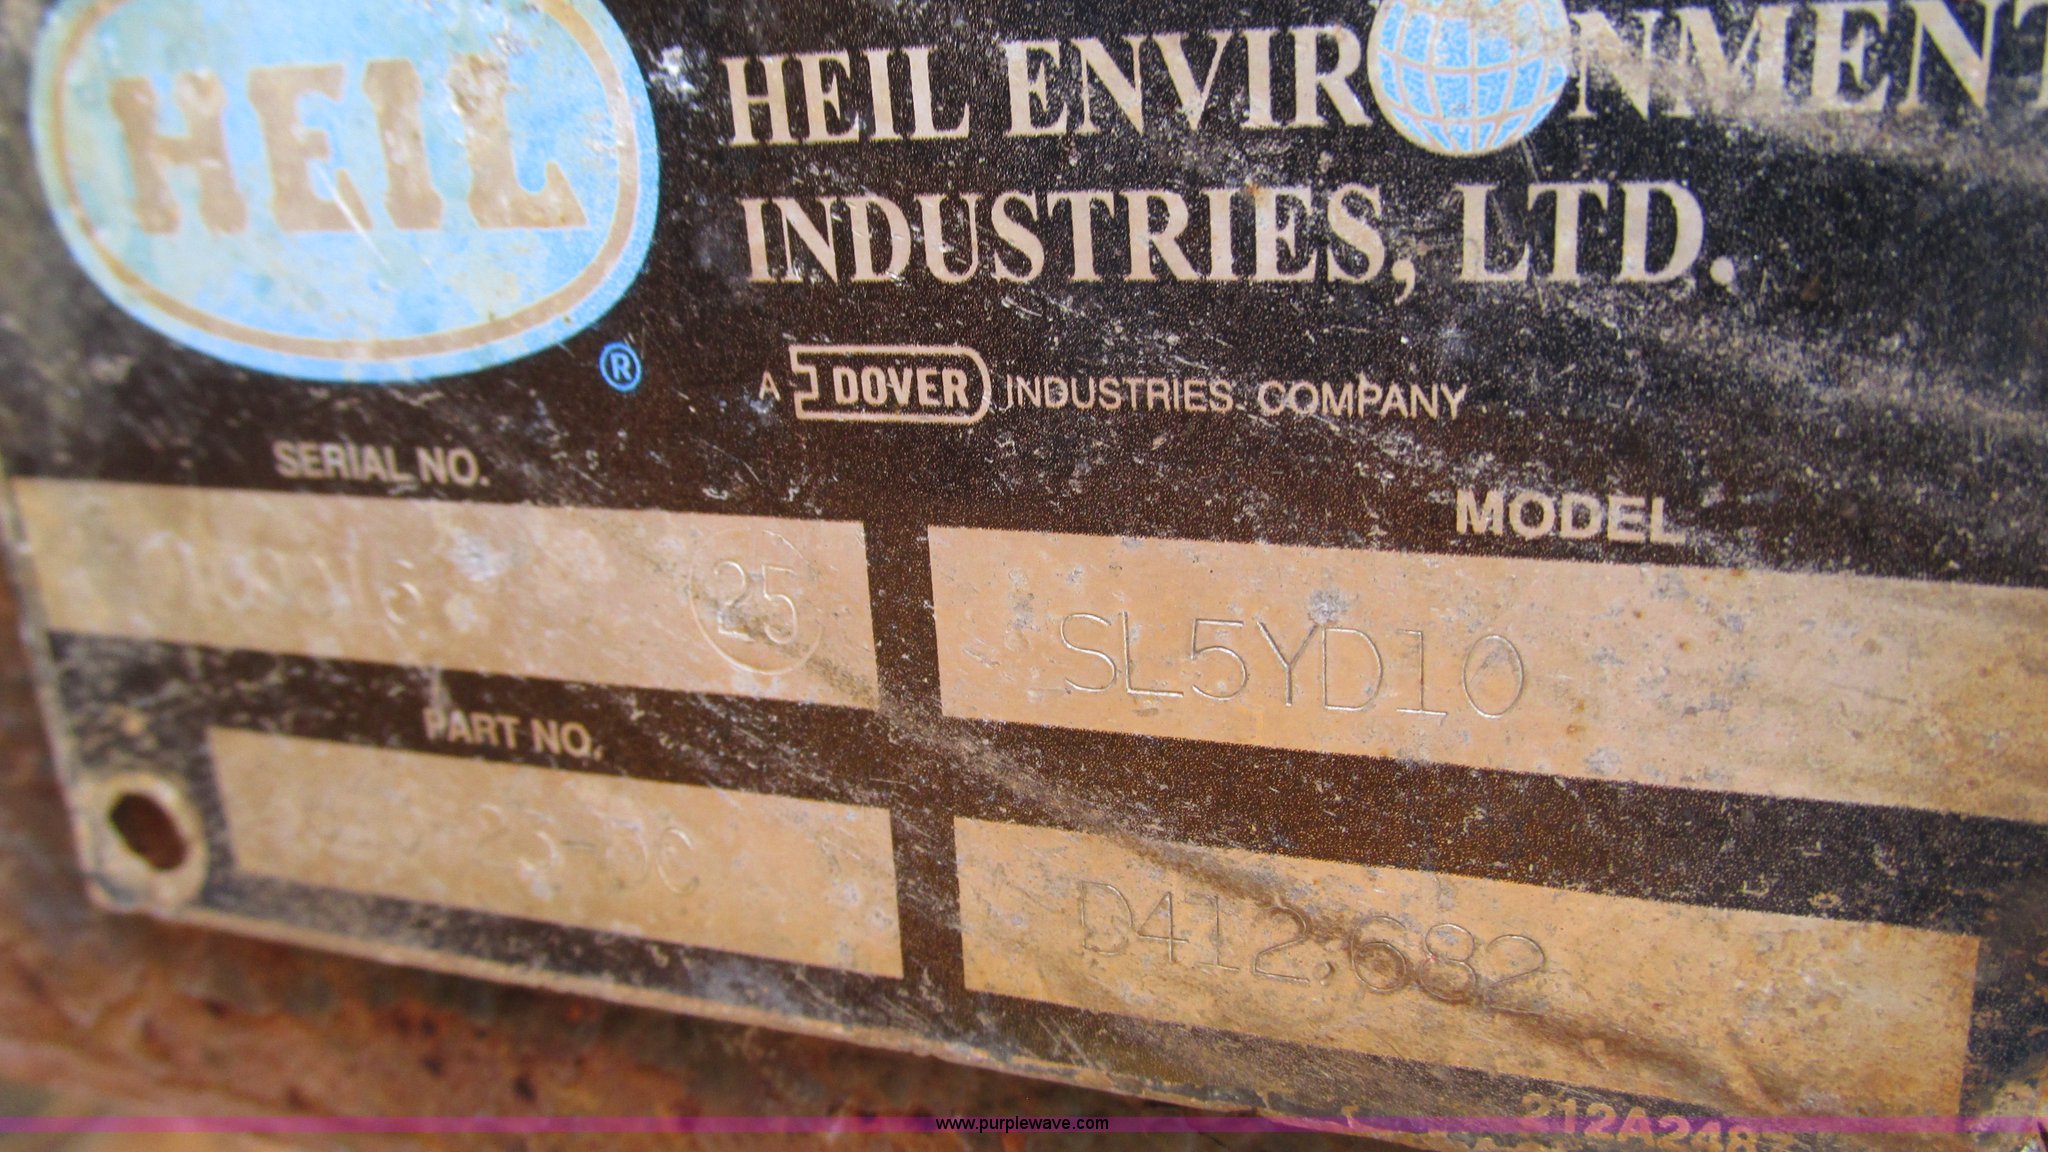 HEIL
®
HEIL ENVIRONMENT
INDUSTRIES, LTD.
A DOVER INDUSTRIES COMPANY
SERIAL NO.
MODEL
25
SL5YD10
PART NO.
D412.682
www.purplewave.com